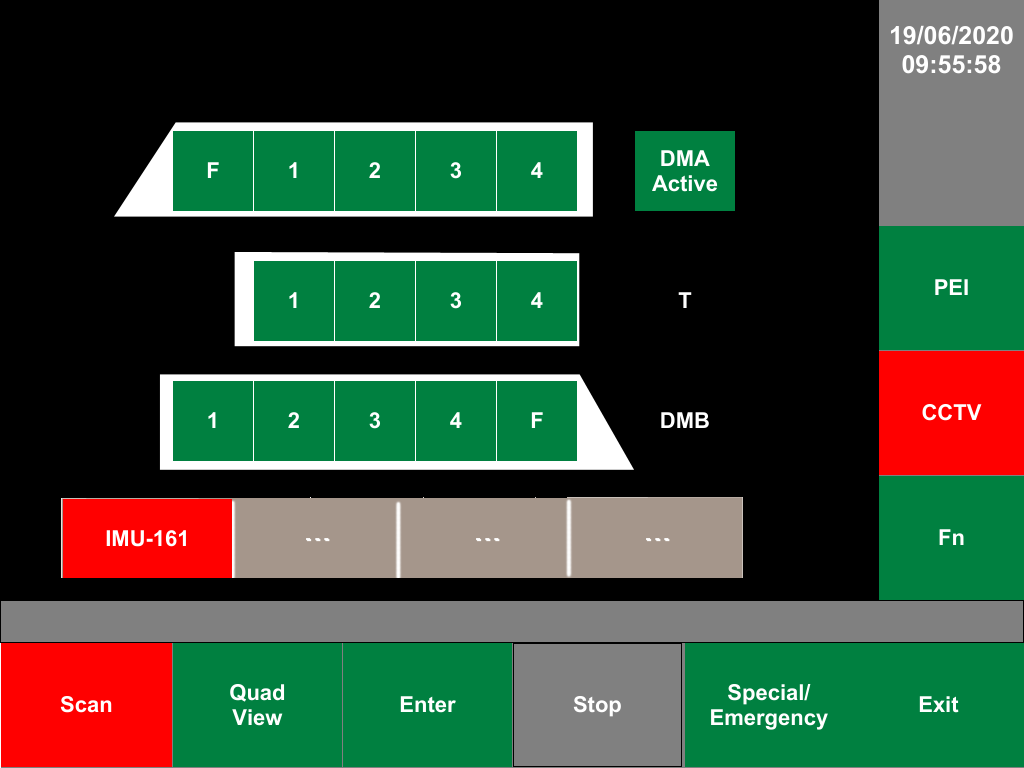 19/06/2020
09:55:58
F 1 2 3 4
DMA
Active
1 2 3 4
T
PEI
1 2 3 4 F
DMB
CCTV
IMU-161 --- --- ---
Fn
Scan
Quad
View
Enter
Stop
Special/
Emergency
Exit